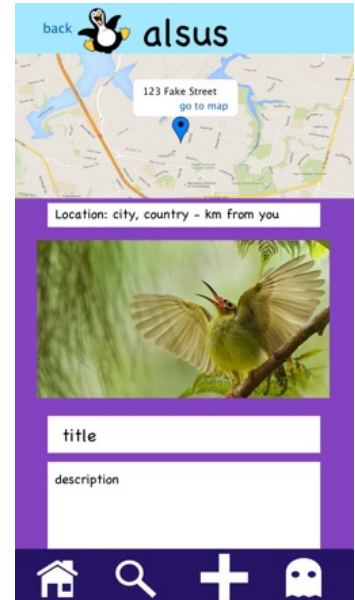 back
alsus
123 Fake Street
go to map
Location: city, country - km from you
title
description